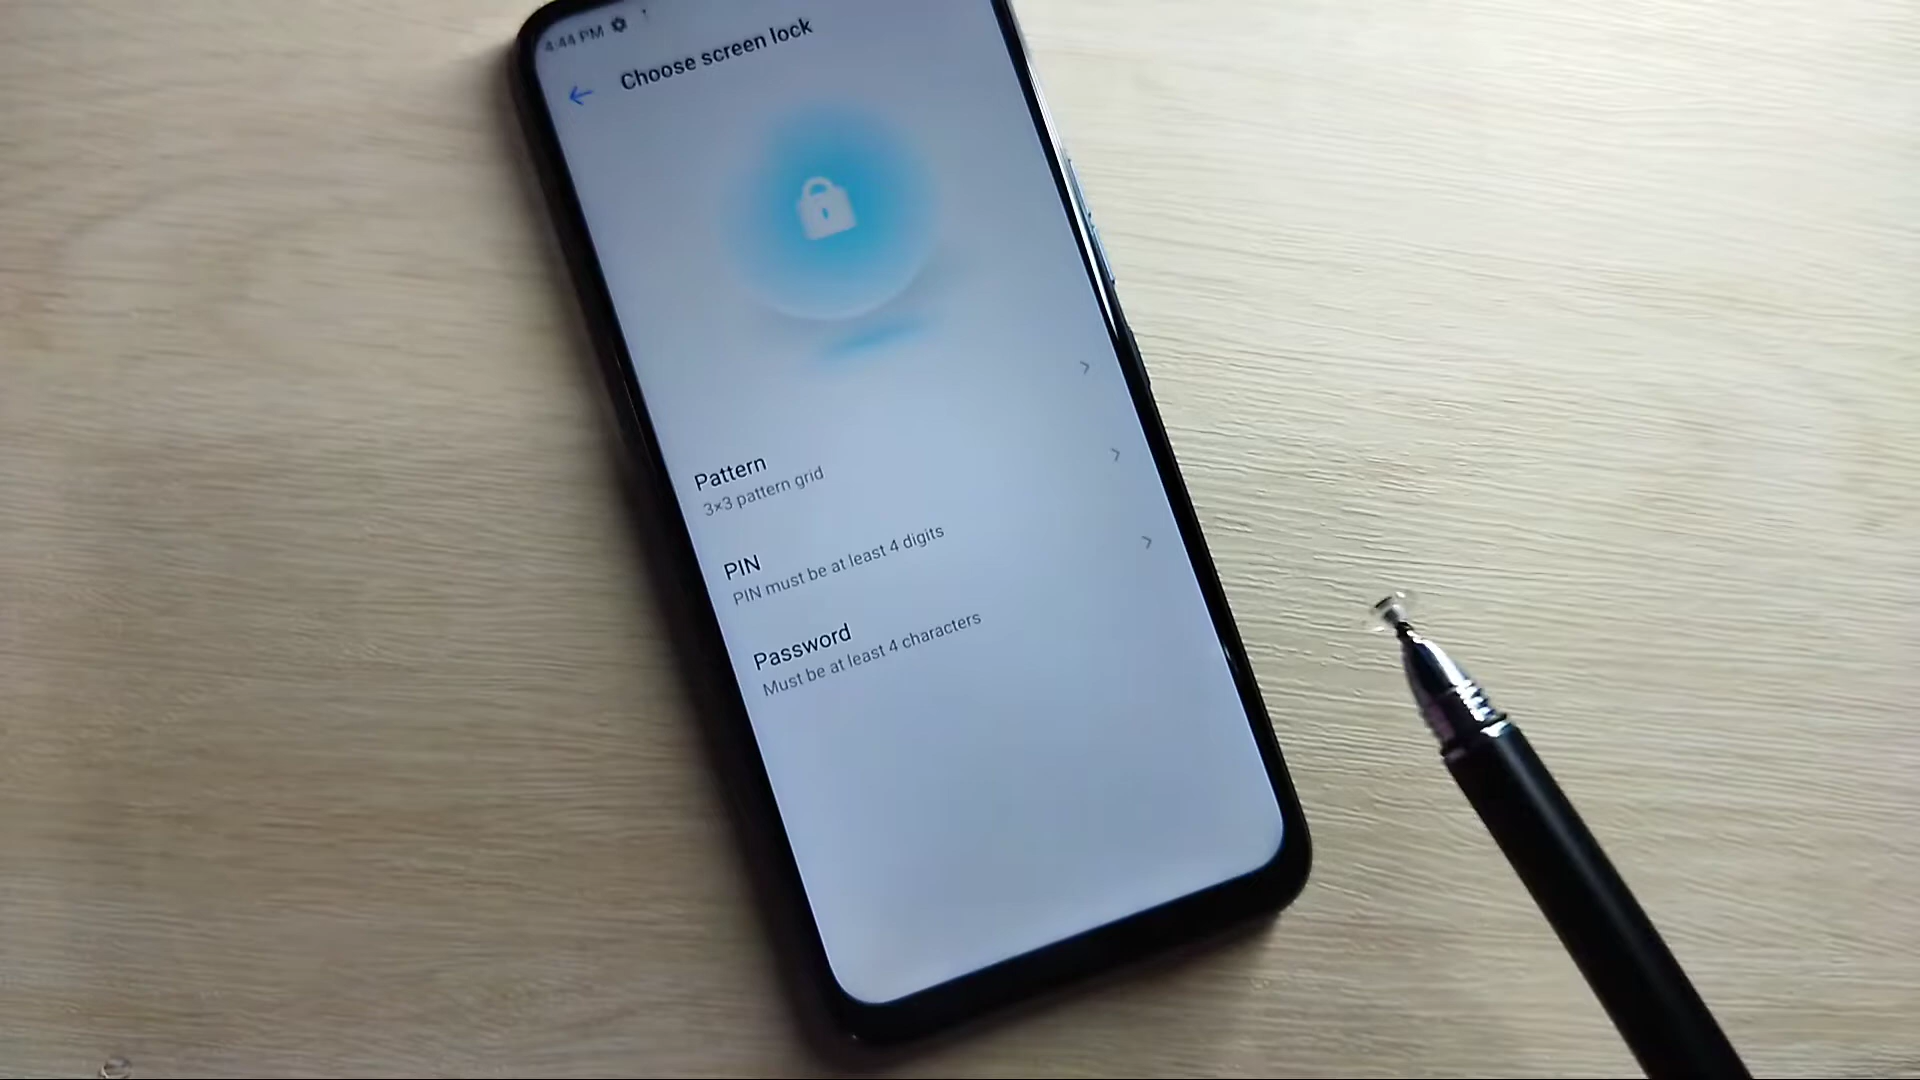 4:44 PM
Choose screen lock
Pattern
3×3 pattern grid
PIN
PIN must be at least 4 digits
Password
Must be at least 4 characters